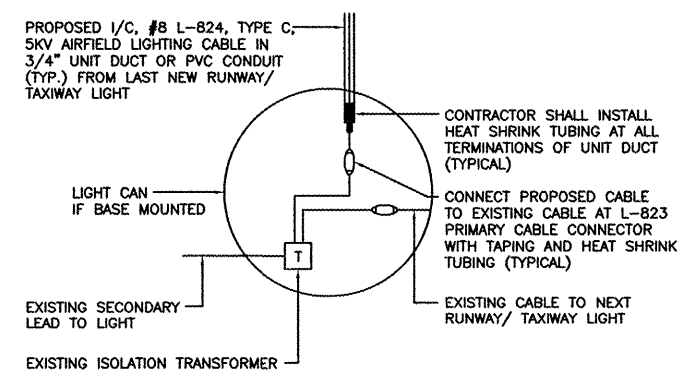 PROPOSED I/C, #8 L-824, TYPE C,
5KV AIRFIELD LIGHTING CABLE IN
3/4" UNIT DUCT OR PVC CONDUIT
(TYP.) FROM LAST NEW RUNWAY/
TAXIWAY LIGHT
CONTRACTOR SHALL INSTALL
HEAT SHRINK TUBING AT ALL
TERMINATIONS OF UNIT DUCT
(TYPICAL)
LIGHT CAN
IF BASE MOUNTED
CONNECT PROPOSED CABLE
TO EXISTING CABLE AT L-823
PRIMARY CABLE CONNECTOR
WITH TAPING AND HEAT SHRINK
TUBING (TYPICAL)
T
EXISTING SECONDARY
LEAD TO LIGHT
EXISTING CABLE TO NEXT
RUNWAY/ TAXIWAY LIGHT
EXISTING ISOLATION TRANSFORMER